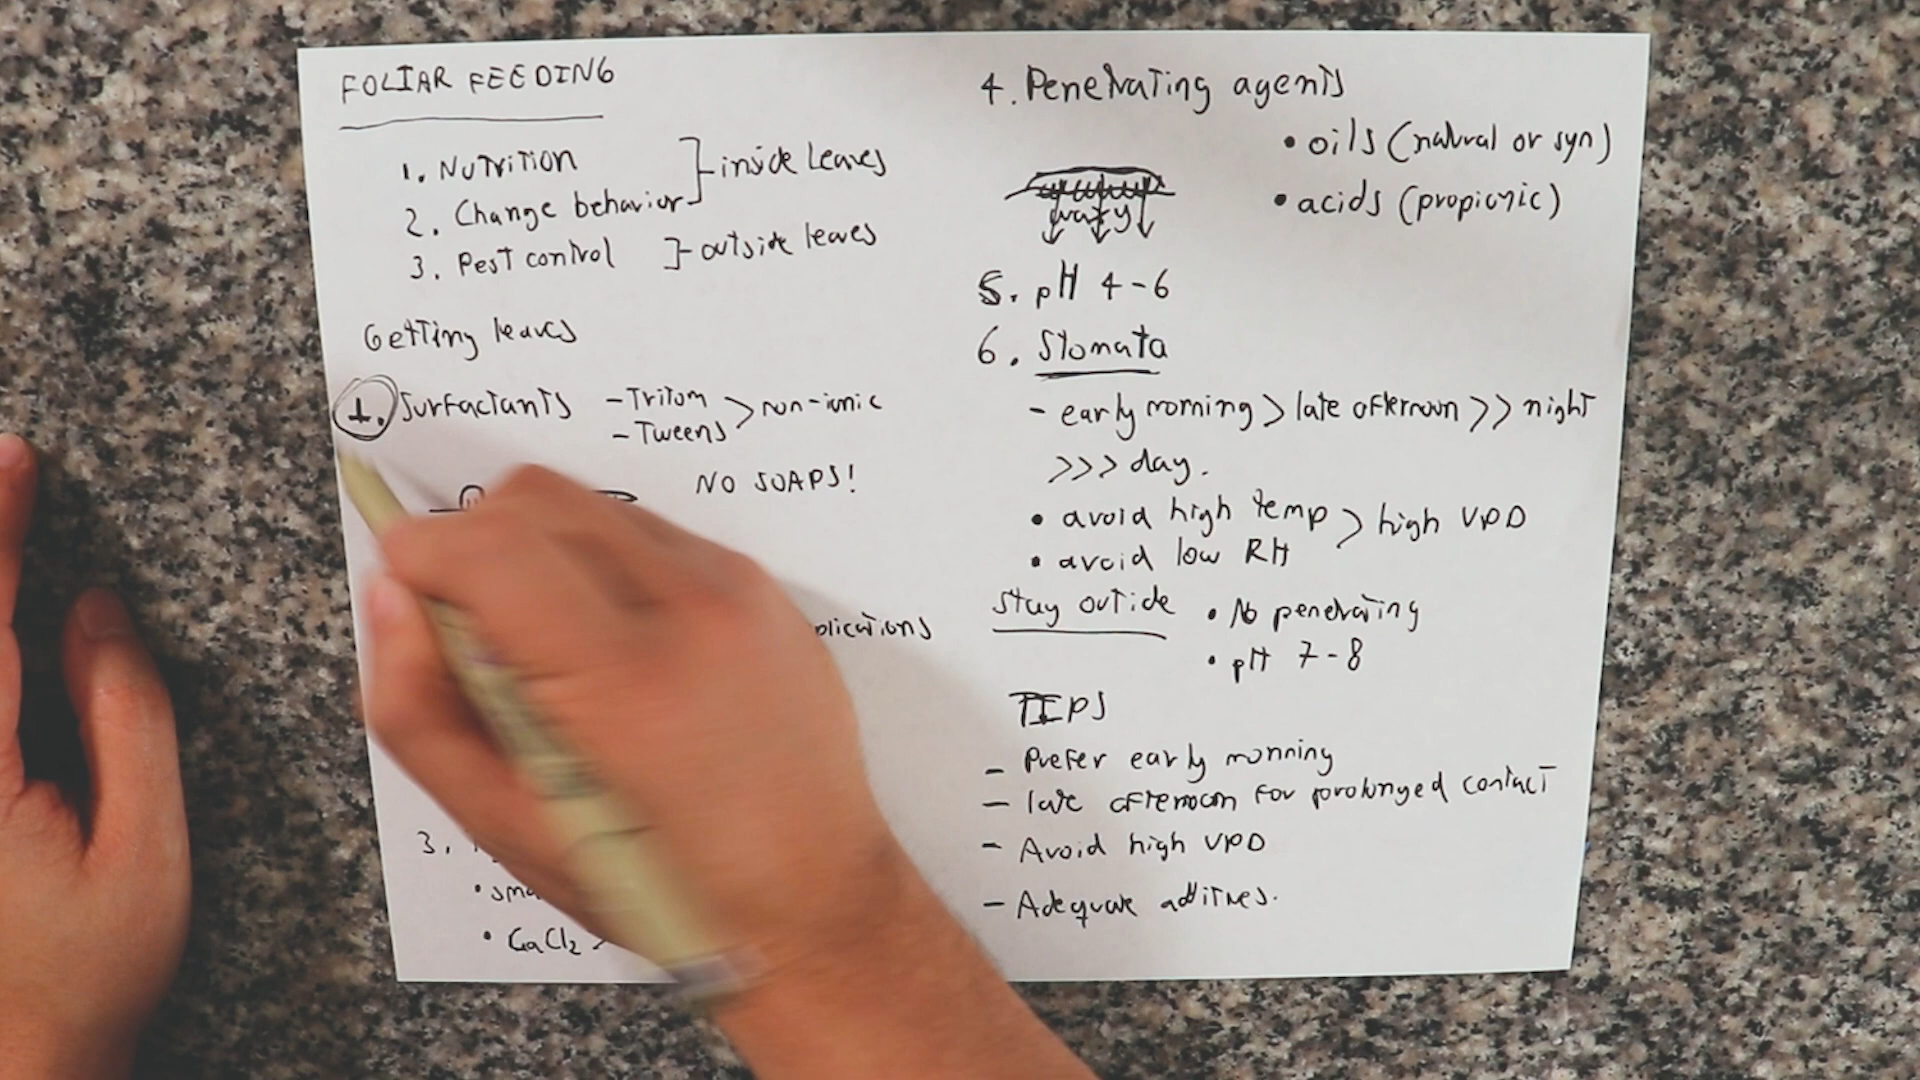 FOLIAR FEEDING
1. Nutrition
2. Change behavior
inside leaves
3. Pest control
outside leaves
Getting leaves
1. Surfactants
- Tritom
- Tweens
> non-ionic
NO SOAPS!
3.
• CaCl2 >
4. Penetrating agents
• oils (natural or syn)
• acids (propionic)
waxy
5. pH 4-6
6. Stomata
- early morning > late afternoon >> night
>>> day.
• avoid high temp
• avoid low RH
> high VPD
Stay outide
• No penetrating
• pH 7-8
TIPS
- Prefer early morning
- late afternoon for prolonged contact
- Avoid high VPD
- Adequate additives.